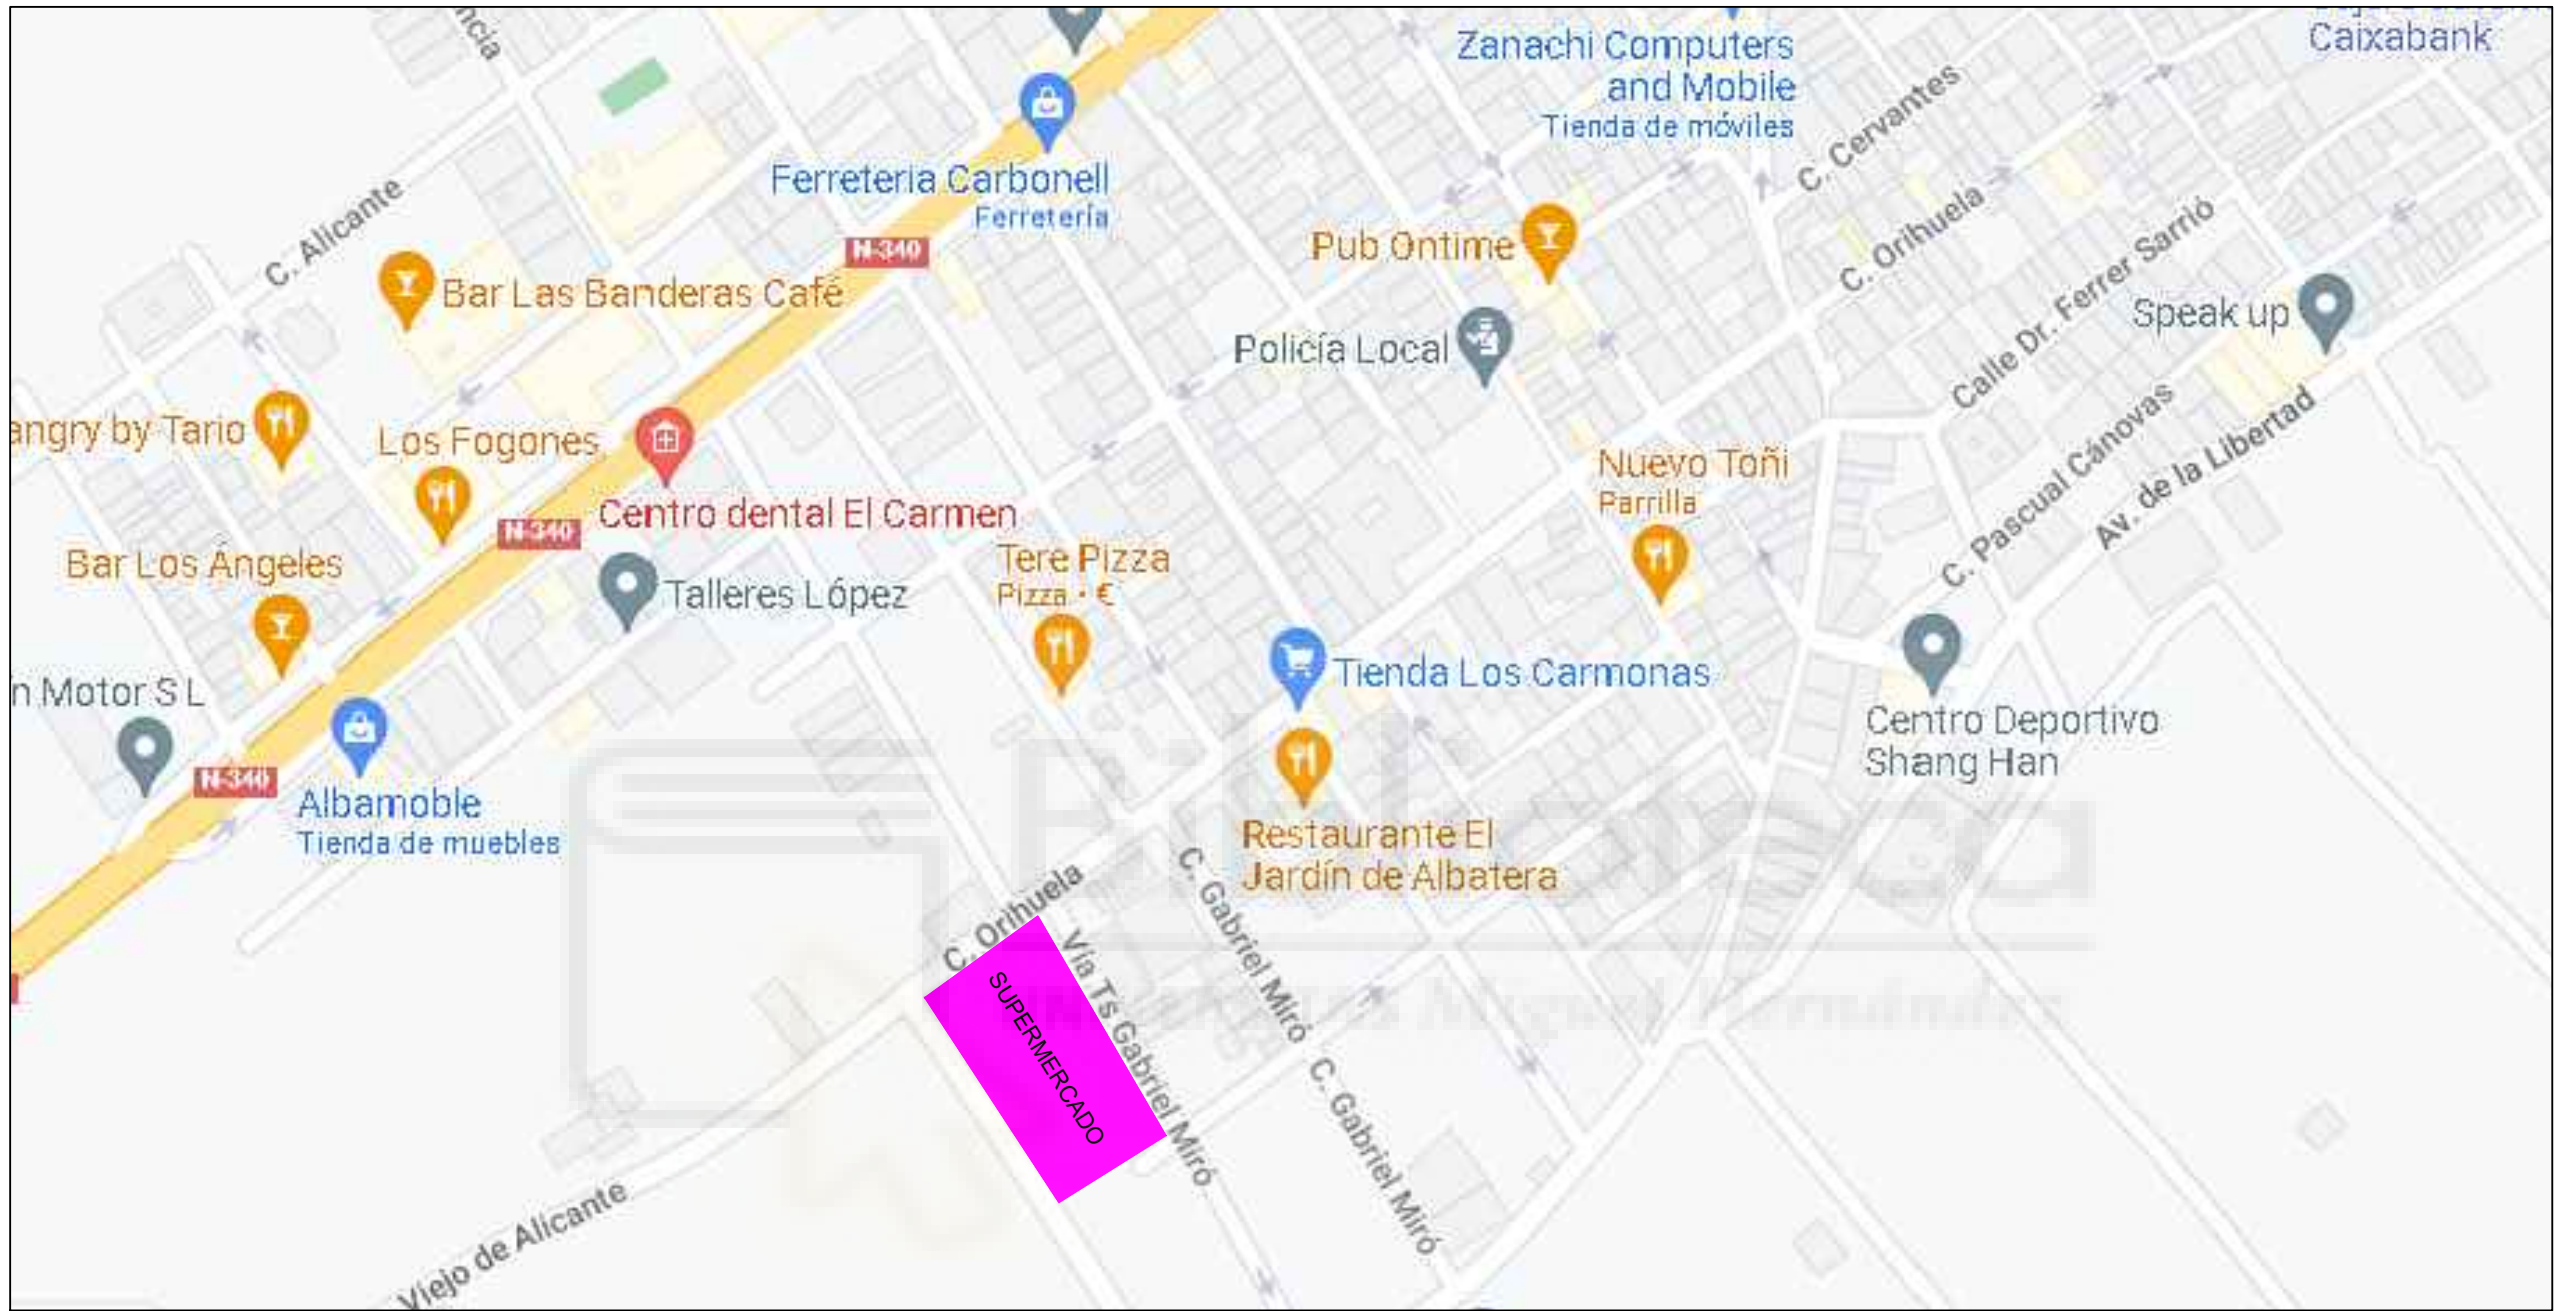 Zanachi Computers
and Mobile
Tienda de móviles
Caixabank
C. Cervantes
Ferreteria Carbonell
Ferretería
N-340
C. Alicante
Bar Las Banderas Café
Pub Ontime
C. Orihuela
Calle Dr. Ferrer Sarrió
Speak up
Policía Local
angry by Tario
Los Fogones
Centro dental El Carmen
N-340
Nuevo Toñi
Parrilla
C. Pascual Cánovas
Av. de la Libertad
Bar Los Ángeles
Talleres López
Tere Pizza
Pizza · €
n Motor S L
Tienda Los Carmonas
Centro Deportivo
Shang Han
N-340
Albamoble
Tienda de muebles
Restaurante El
Jardín de Albatera
C. Orihuela
C. Gabriel Miró
Vía Ts Gabriel Miró
SUPERMERCADO
C. Gabriel Miró
Viejo de Alicante
Biblioteca
UNIVERSITAS Miguel Hernández